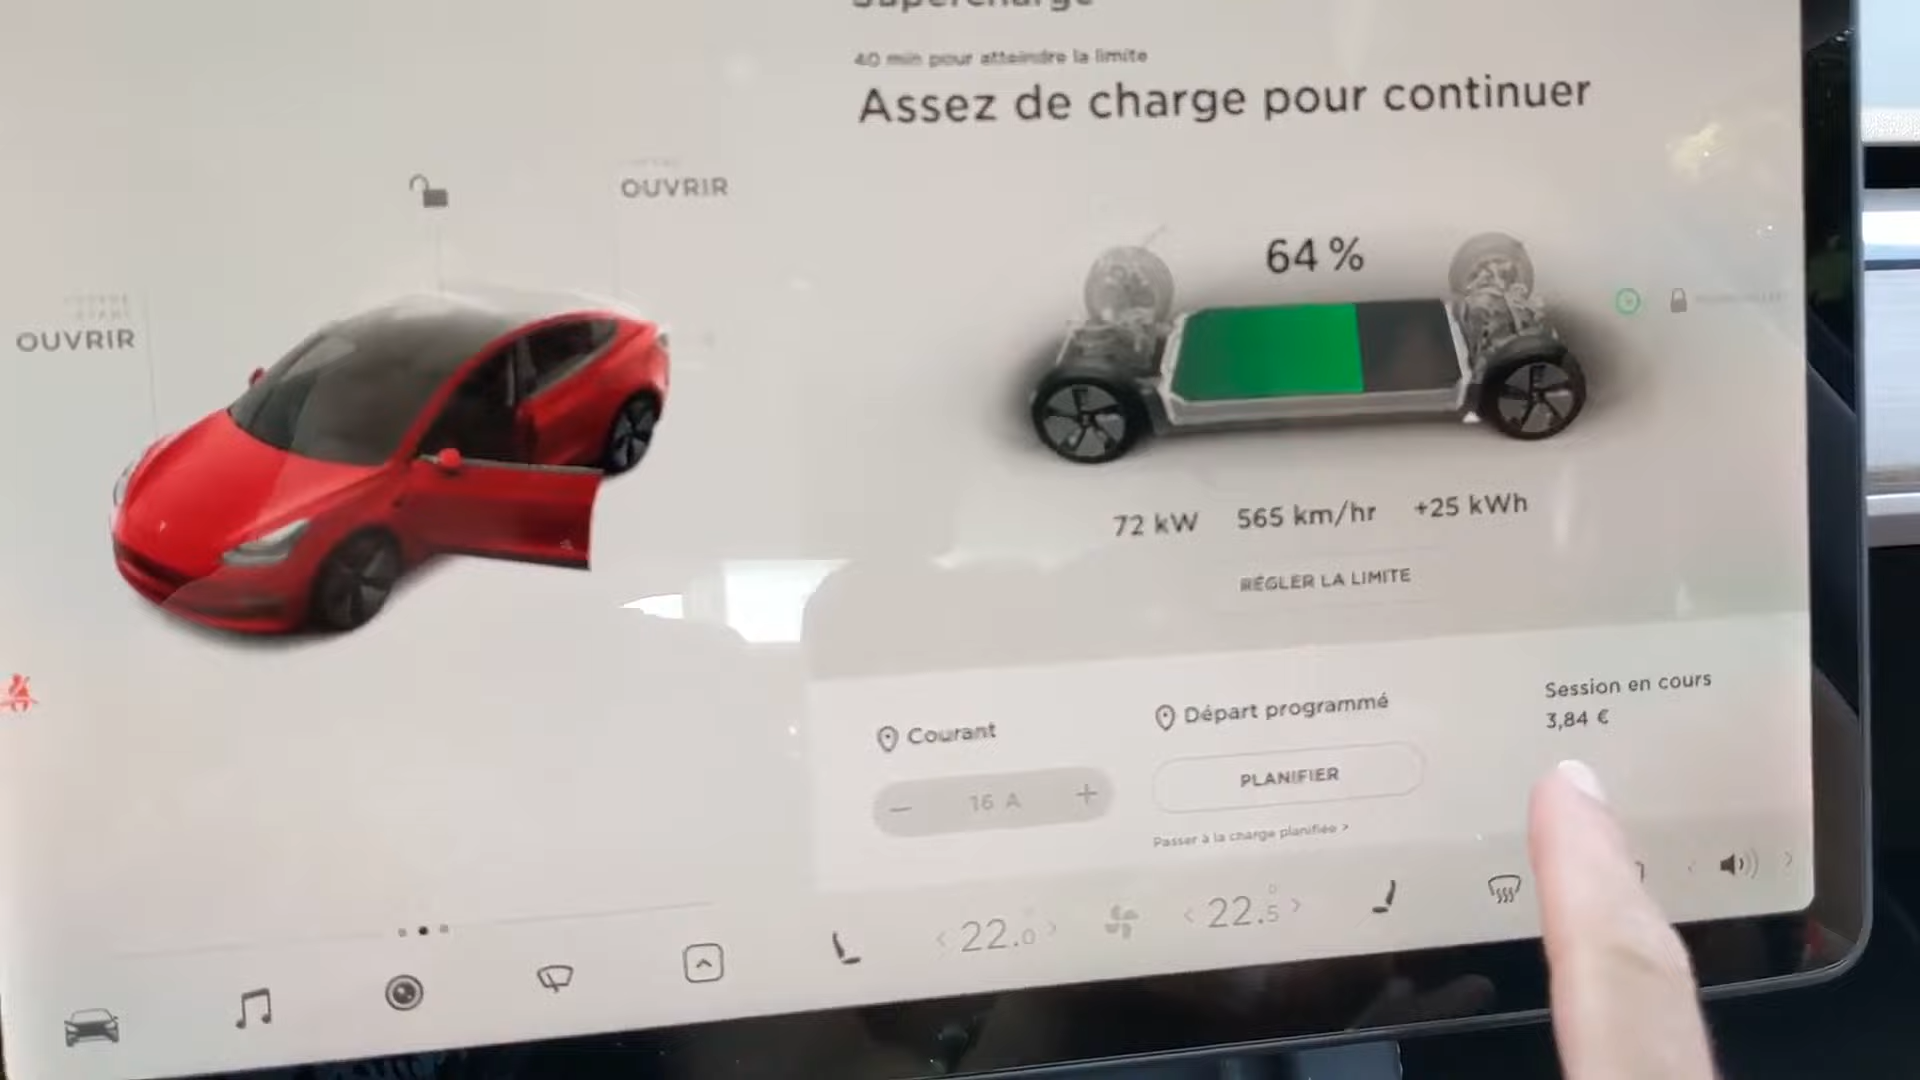 Supercharge
40 min pour atteindre la limite
Assez de charge pour continuer
OUVRIR
OUVRIR
64 %
72 kW 565 km/hr +25 kWh
RÉGLER LA LIMITE
Courant
16 A
Départ programmé
PLANIFIER
Passer à la charge planifiée >
Session en cours
3,84 €
22.0
22.5